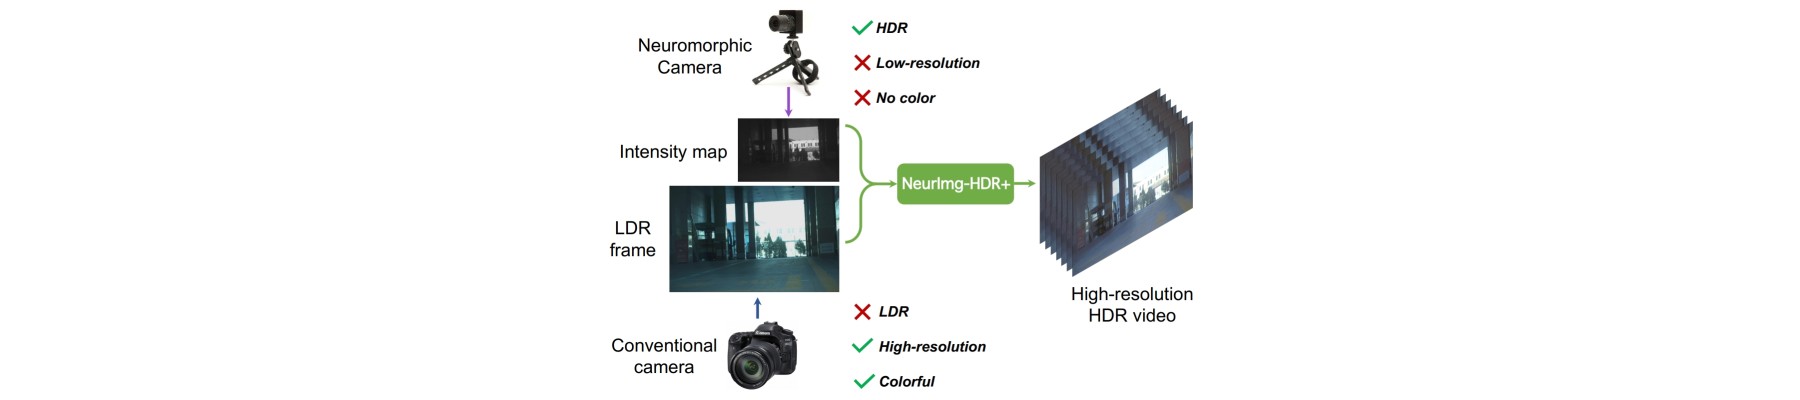 Neuromorphic
Camera
HDR
Low-resolution
No color
Intensity map
LDR
frame
NeurImg-HDR+
High-resolution
HDR video
LDR
High-resolution
Colorful
Conventional
camera